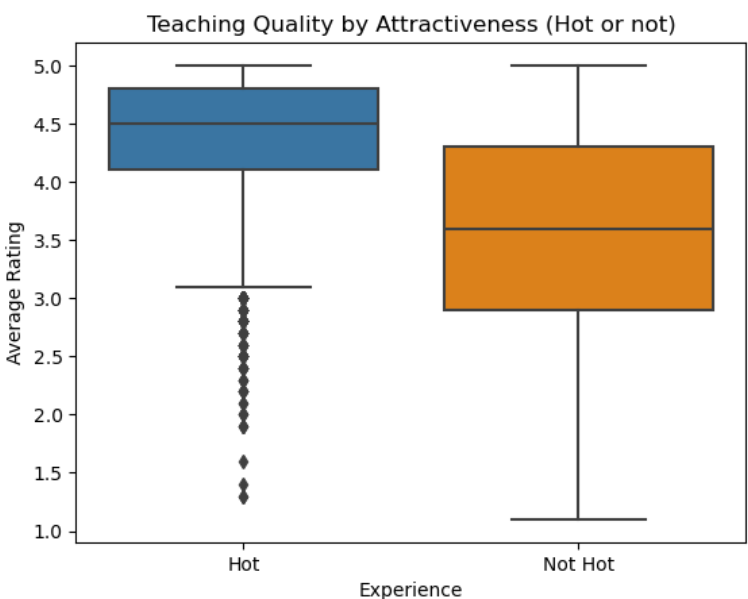 Teaching Quality by Attractiveness (Hot or not)
5.0
4.5
4.0
3.5
3.0
2.5
2.0
1.5
1.0
Average Rating
Hot
Not Hot
Experience